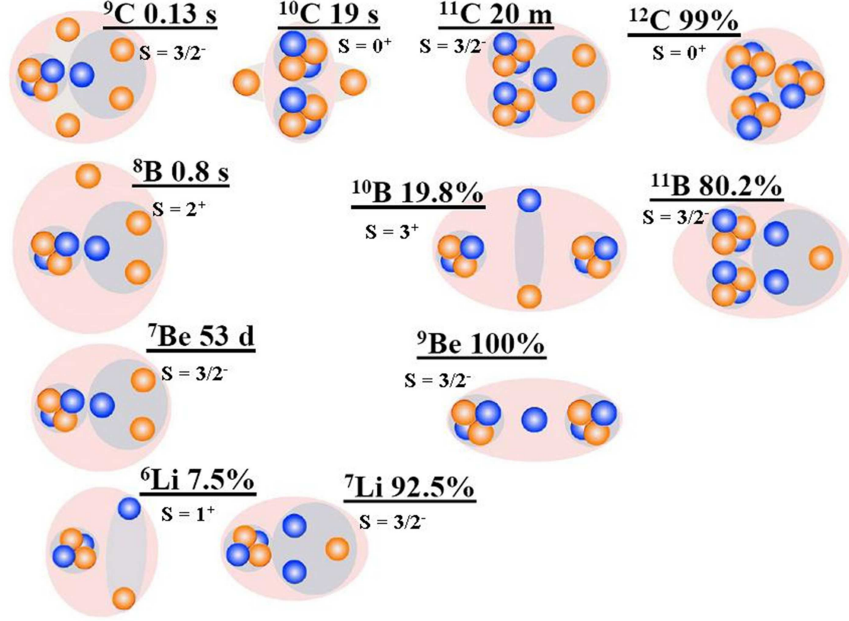 ⁹C 0.13 s
S = 3/2⁻
¹⁰C 19 s
S = 0⁺
¹¹C 20 m
S = 3/2⁻
¹²C 99%
S = 0⁺
⁸B 0.8 s
S = 2⁺
¹⁰B 19.8%
S = 3⁺
¹¹B 80.2%
S = 3/2⁻
⁷Be 53 d
S = 3/2⁻
⁹Be 100%
S = 3/2⁻
⁶Li 7.5%
S = 1⁺
⁷Li 92.5%
S = 3/2⁻